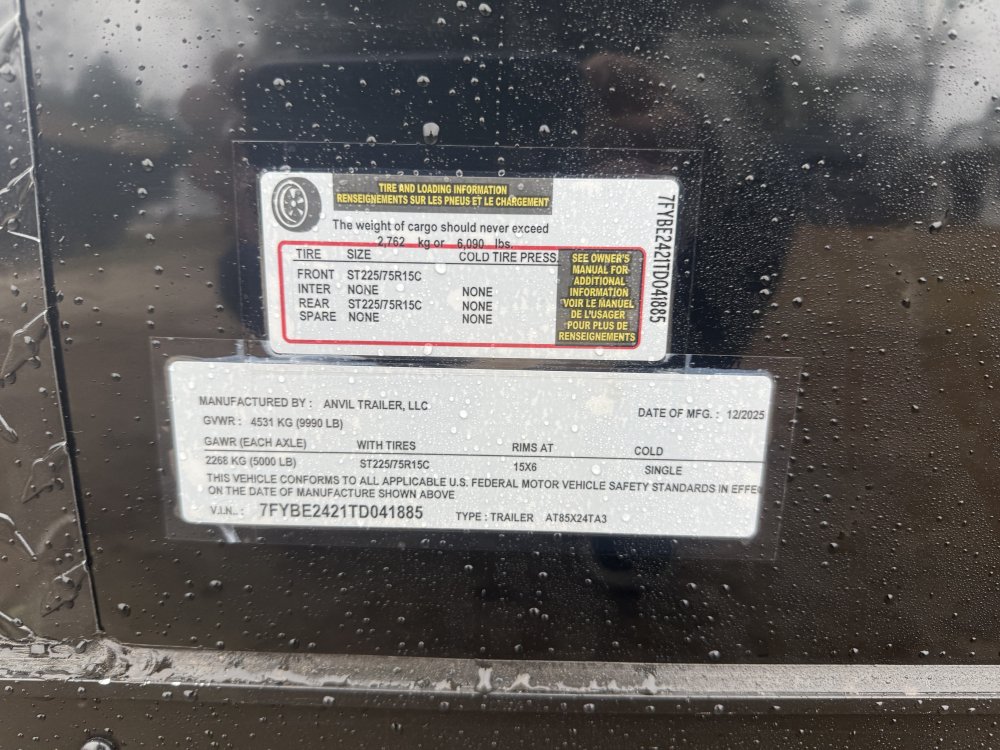 TIRE AND LOADING INFORMATION
RENSEIGNEMENTS SUR LES PNEUS ET LE CHARGEMENT
The weight of cargo should never exceed
2,762 kg or 6,090 lbs.
TIRE SIZE COLD TIRE PRESS.
FRONT ST225/75R15C
INTER NONE NONE
REAR ST225/75R15C NONE
SPARE NONE NONE
SEE OWNER'S
MANUAL FOR
ADDITIONAL
INFORMATION
VOIR LE MANUEL
DE L'USAGER
POUR PLUS DE
RENSEIGNEMENTS
7FYBE2421TD041885
MANUFACTURED BY : ANVIL TRAILER, LLC
DATE OF MFG. : 12/2025
GVWR : 4531 KG (9990 LB)
GAWR (EACH AXLE) WITH TIRES RIMS AT COLD
2268 KG (5000 LB) ST225/75R15C 15X6 SINGLE
THIS VEHICLE CONFORMS TO ALL APPLICABLE U.S. FEDERAL MOTOR VEHICLE SAFETY STANDARDS IN EFFE
ON THE DATE OF MANUFACTURE SHOWN ABOVE
V.I.N.. : 7FYBE2421TD041885 TYPE : TRAILER AT85X24TA3